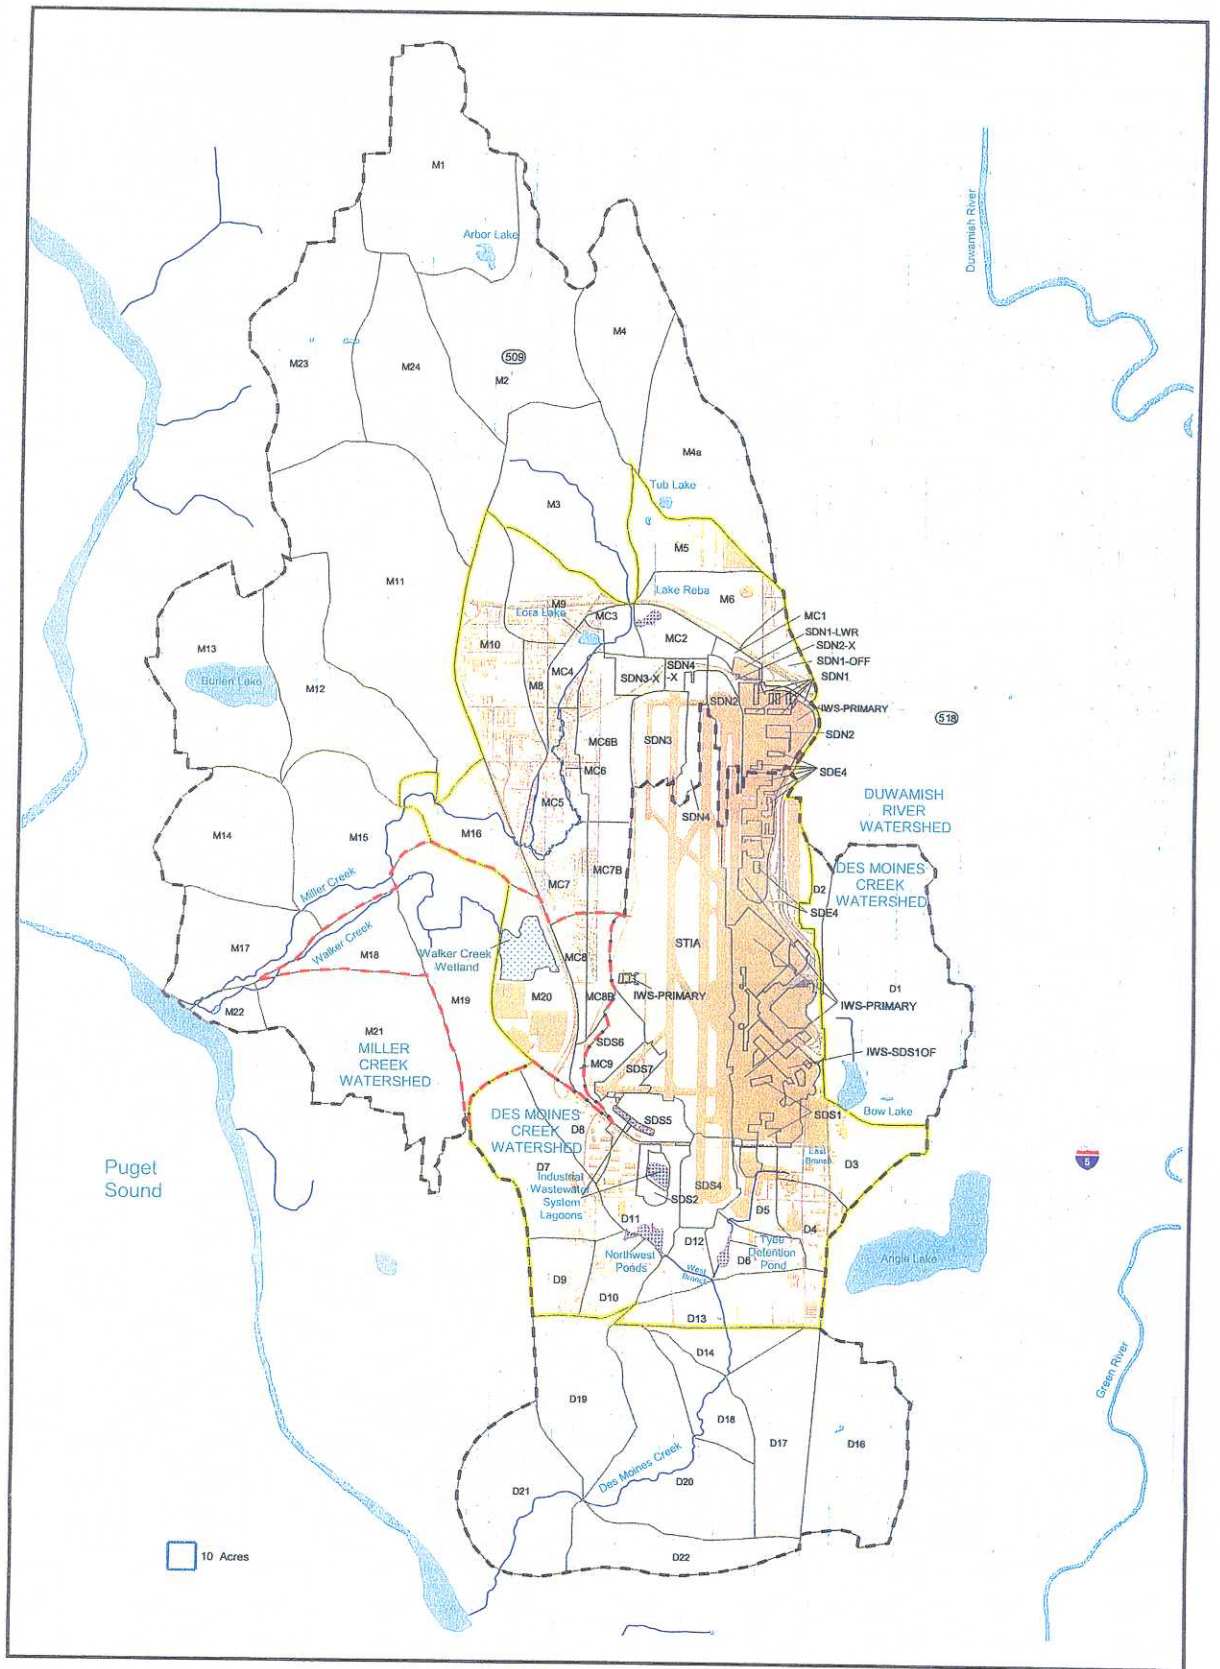 M1
Arbor Lake
Duwamish River
M4
M23
M24
509
M2
M4a
Tub Lake
M3
M5
M11
Lake Reba
M6
M9
Lora Lake
MC3
MC1
SDN1-LWR
SDN2-X
SDN1-OFF
SDN1
MC2
M10
M13
SDN4
-X
SDN3-X
MC4
M8
Burien Lake
M12
SDN2
IWS-PRIMARY
518
SDN2
SDN3
MC6B
MC6
SDE4
DUWAMISH
RIVER
WATERSHED
MC5
SDN4
M14
M15
M16
DES MOINES
CREEK
WATERSHED
MC7B
MC7
D2
Miller Creek
SDE4
Walker Creek
STIA
M17
M18
Walker Creek
Wetland
MC8
M19
M20
MC8B
IWS-PRIMARY
D1
IWS-PRIMARY
M22
M21
MILLER
CREEK
WATERSHED
SDS6
MC9
SDS7
IWS-SDS1OF
Bow Lake
DES MOINES
CREEK
WATERSHED
D8
SDS5
SDS1
East
Branch
D3
5
Puget
Sound
D7
Industrial
Wastewater
System
Lagoons
SDS2
SDS4
D5
D4
D11
D12
D6
Tyee
Detention
Pond
Northwest
Ponds
West
Branch
Angle Lake
D9
D10
D13
D14
Green River
D19
D18
D17
D16
Des Moines Creek
D20
D21
D22
10 Acres